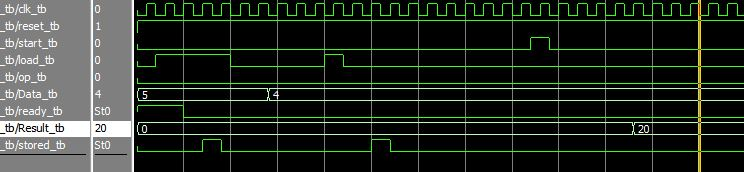 _tb/clk_tb 0
_tb/reset_tb 1
_tb/start_tb 0
_tb/load_tb 0
_tb/op_tb 0
_tb/Data_tb 4 5 4
_tb/ready_tb St0
_tb/Result_tb 20 0 20
_tb/stored_tb St0